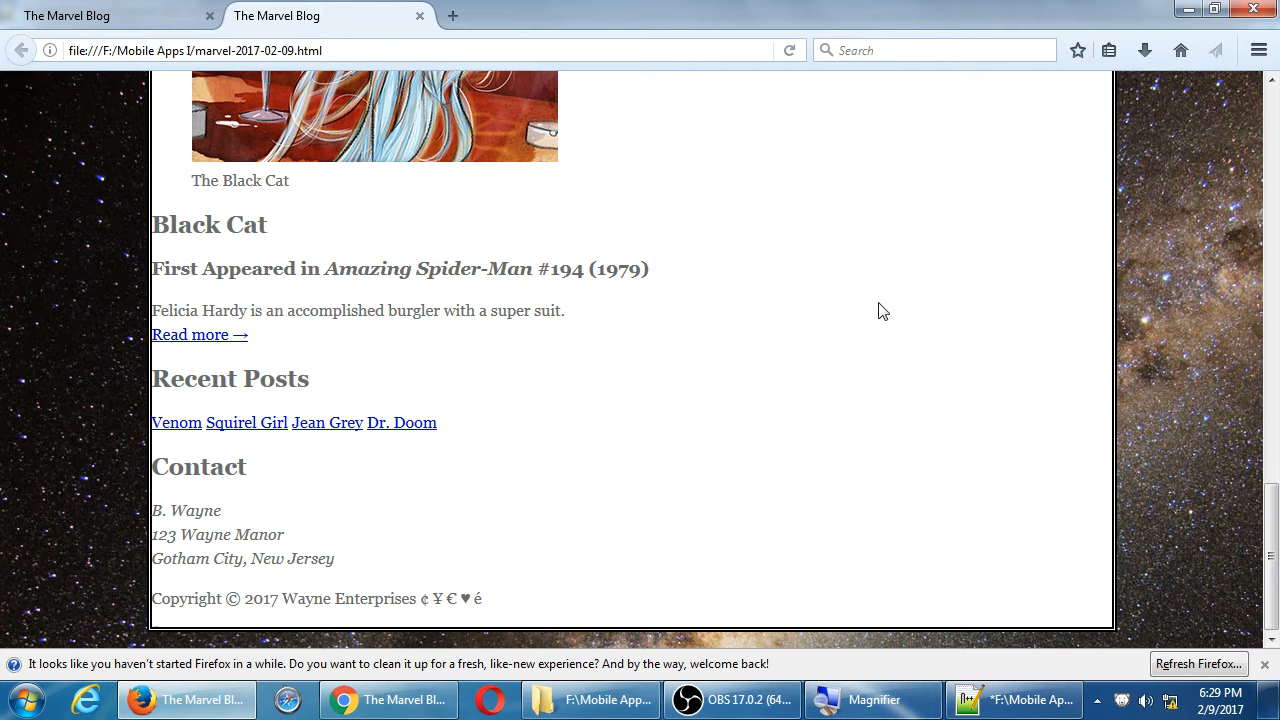 The Marvel Blog
The Marvel Blog
file:///F:/Mobile Apps I/marvel-2017-02-09.html
Search
The Black Cat
Black Cat
First Appeared in Amazing Spider-Man #194 (1979)
Felicia Hardy is an accomplished burgler with a super suit.
Read more →
Recent Posts
Venom Squirel Girl Jean Grey Dr. Doom
Contact
B. Wayne
123 Wayne Manor
Gotham City, New Jersey
Copyright © 2017 Wayne Enterprises ¢ ¥ € ♥ é
It looks like you haven't started Firefox in a while. Do you want to clean it up for a fresh, like-new experience? And by the way, welcome back!
Refresh Firefox...
The Marvel Bl...
The Marvel Bl...
F:\Mobile App...
OBS 17.0.2 (64...
Magnifier
*F:\Mobile Ap...
6:29 PM
2/9/2017